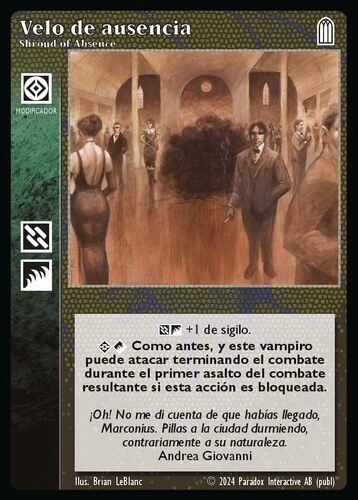 Velo de ausencia
Shroud of Absence
MODIFICADOR
+1 de sigilo.
Como antes, y este vampiro
puede atacar terminando el combate
durante el primer asalto del combate
resultante si esta acción es bloqueada.
¡Oh! No me di cuenta de que habías llegado,
Marconius. Pillas a la ciudad durmiendo,
contrariamente a su naturaleza.
Andrea Giovanni
Ilus. Brian LeBlanc
© 2024 Paradox Interactive AB (publ)